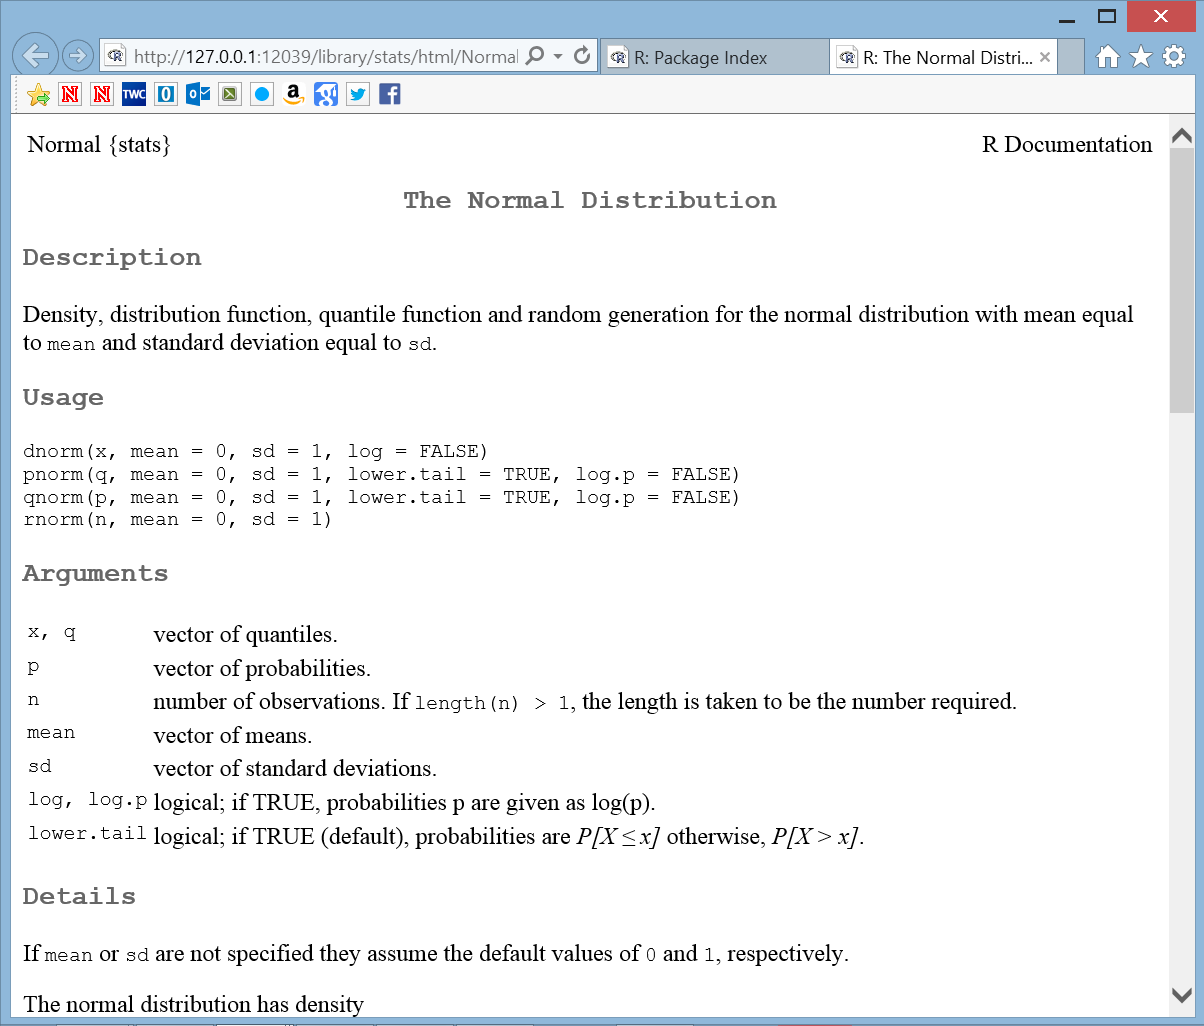 http://127.0.0.1:12039/library/stats/html/Normal
R: Package Index
R: The Normal Distri...
N N TWC O o a g f
Normal {stats}
R Documentation
The Normal Distribution
Description
Density, distribution function, quantile function and random generation for the normal distribution with mean equal
to mean and standard deviation equal to sd.
Usage
dnorm(x, mean = 0, sd = 1, log = FALSE)
pnorm(q, mean = 0, sd = 1, lower.tail = TRUE, log.p = FALSE)
qnorm(p, mean = 0, sd = 1, lower.tail = TRUE, log.p = FALSE)
rnorm(n, mean = 0, sd = 1)
Arguments
x, q vector of quantiles.
p vector of probabilities.
n number of observations. If length(n) > 1, the length is taken to be the number required.
mean vector of means.
sd vector of standard deviations.
log, log.p logical; if TRUE, probabilities p are given as log(p).
lower.tail logical; if TRUE (default), probabilities are P[X ≤ x] otherwise, P[X > x].
Details
If mean or sd are not specified they assume the default values of 0 and 1, respectively.
The normal distribution has density